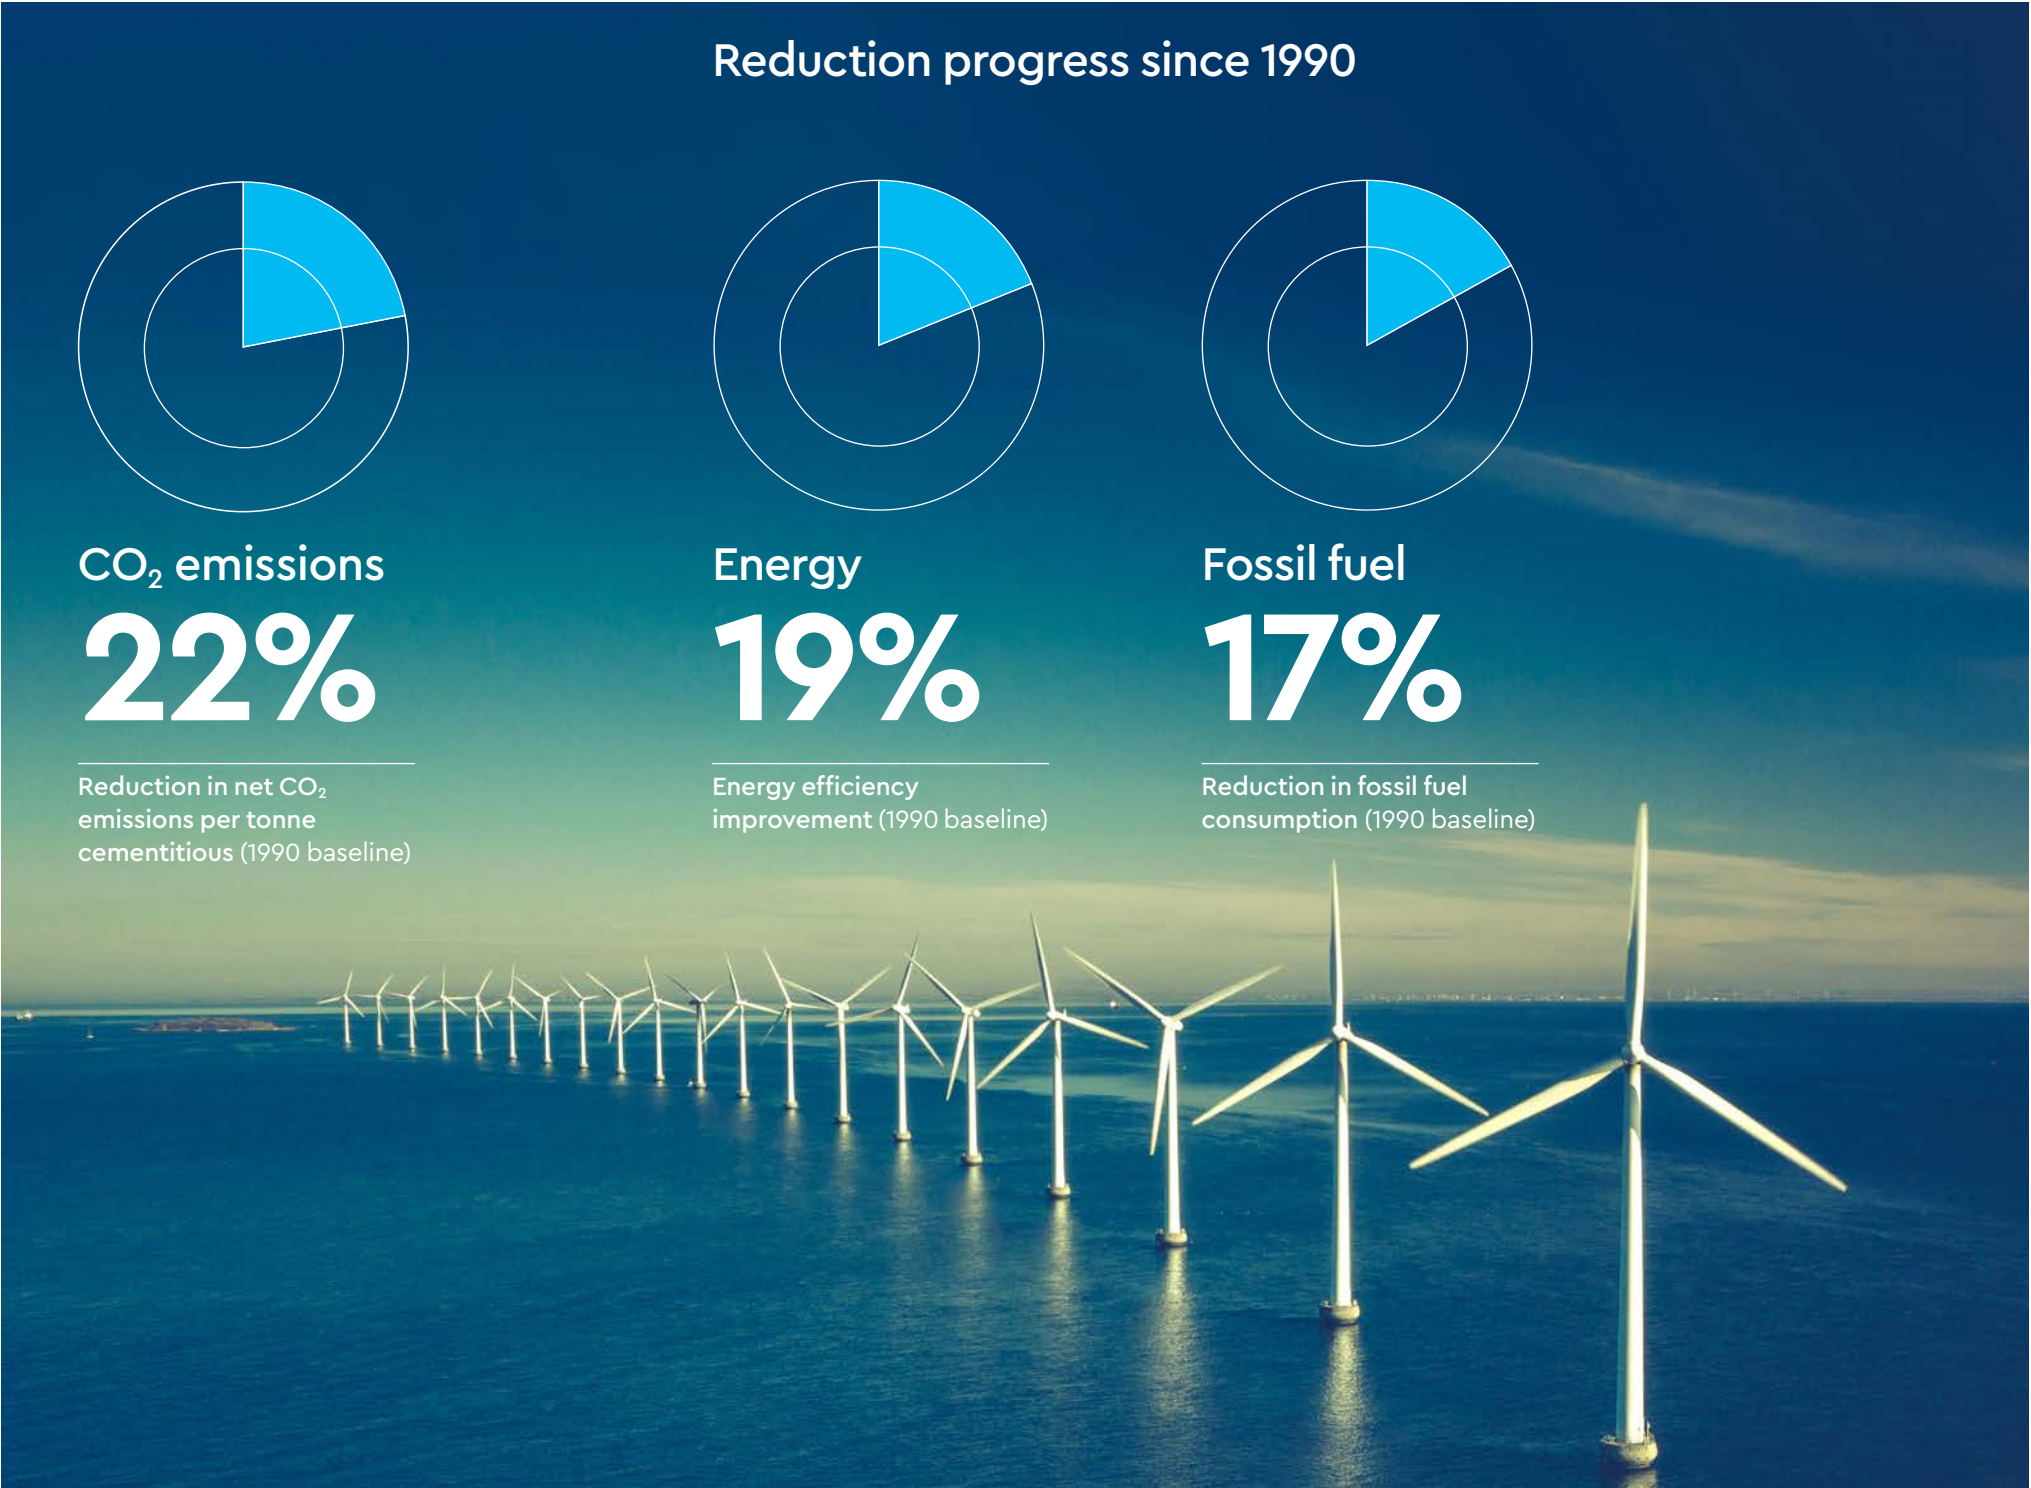 Reduction progress since 1990
CO₂ emissions
22%
Reduction in net CO₂
emissions per tonne
cementitious (1990 baseline)
Energy
19%
Energy efficiency
improvement (1990 baseline)
Fossil fuel
17%
Reduction in fossil fuel
consumption (1990 baseline)